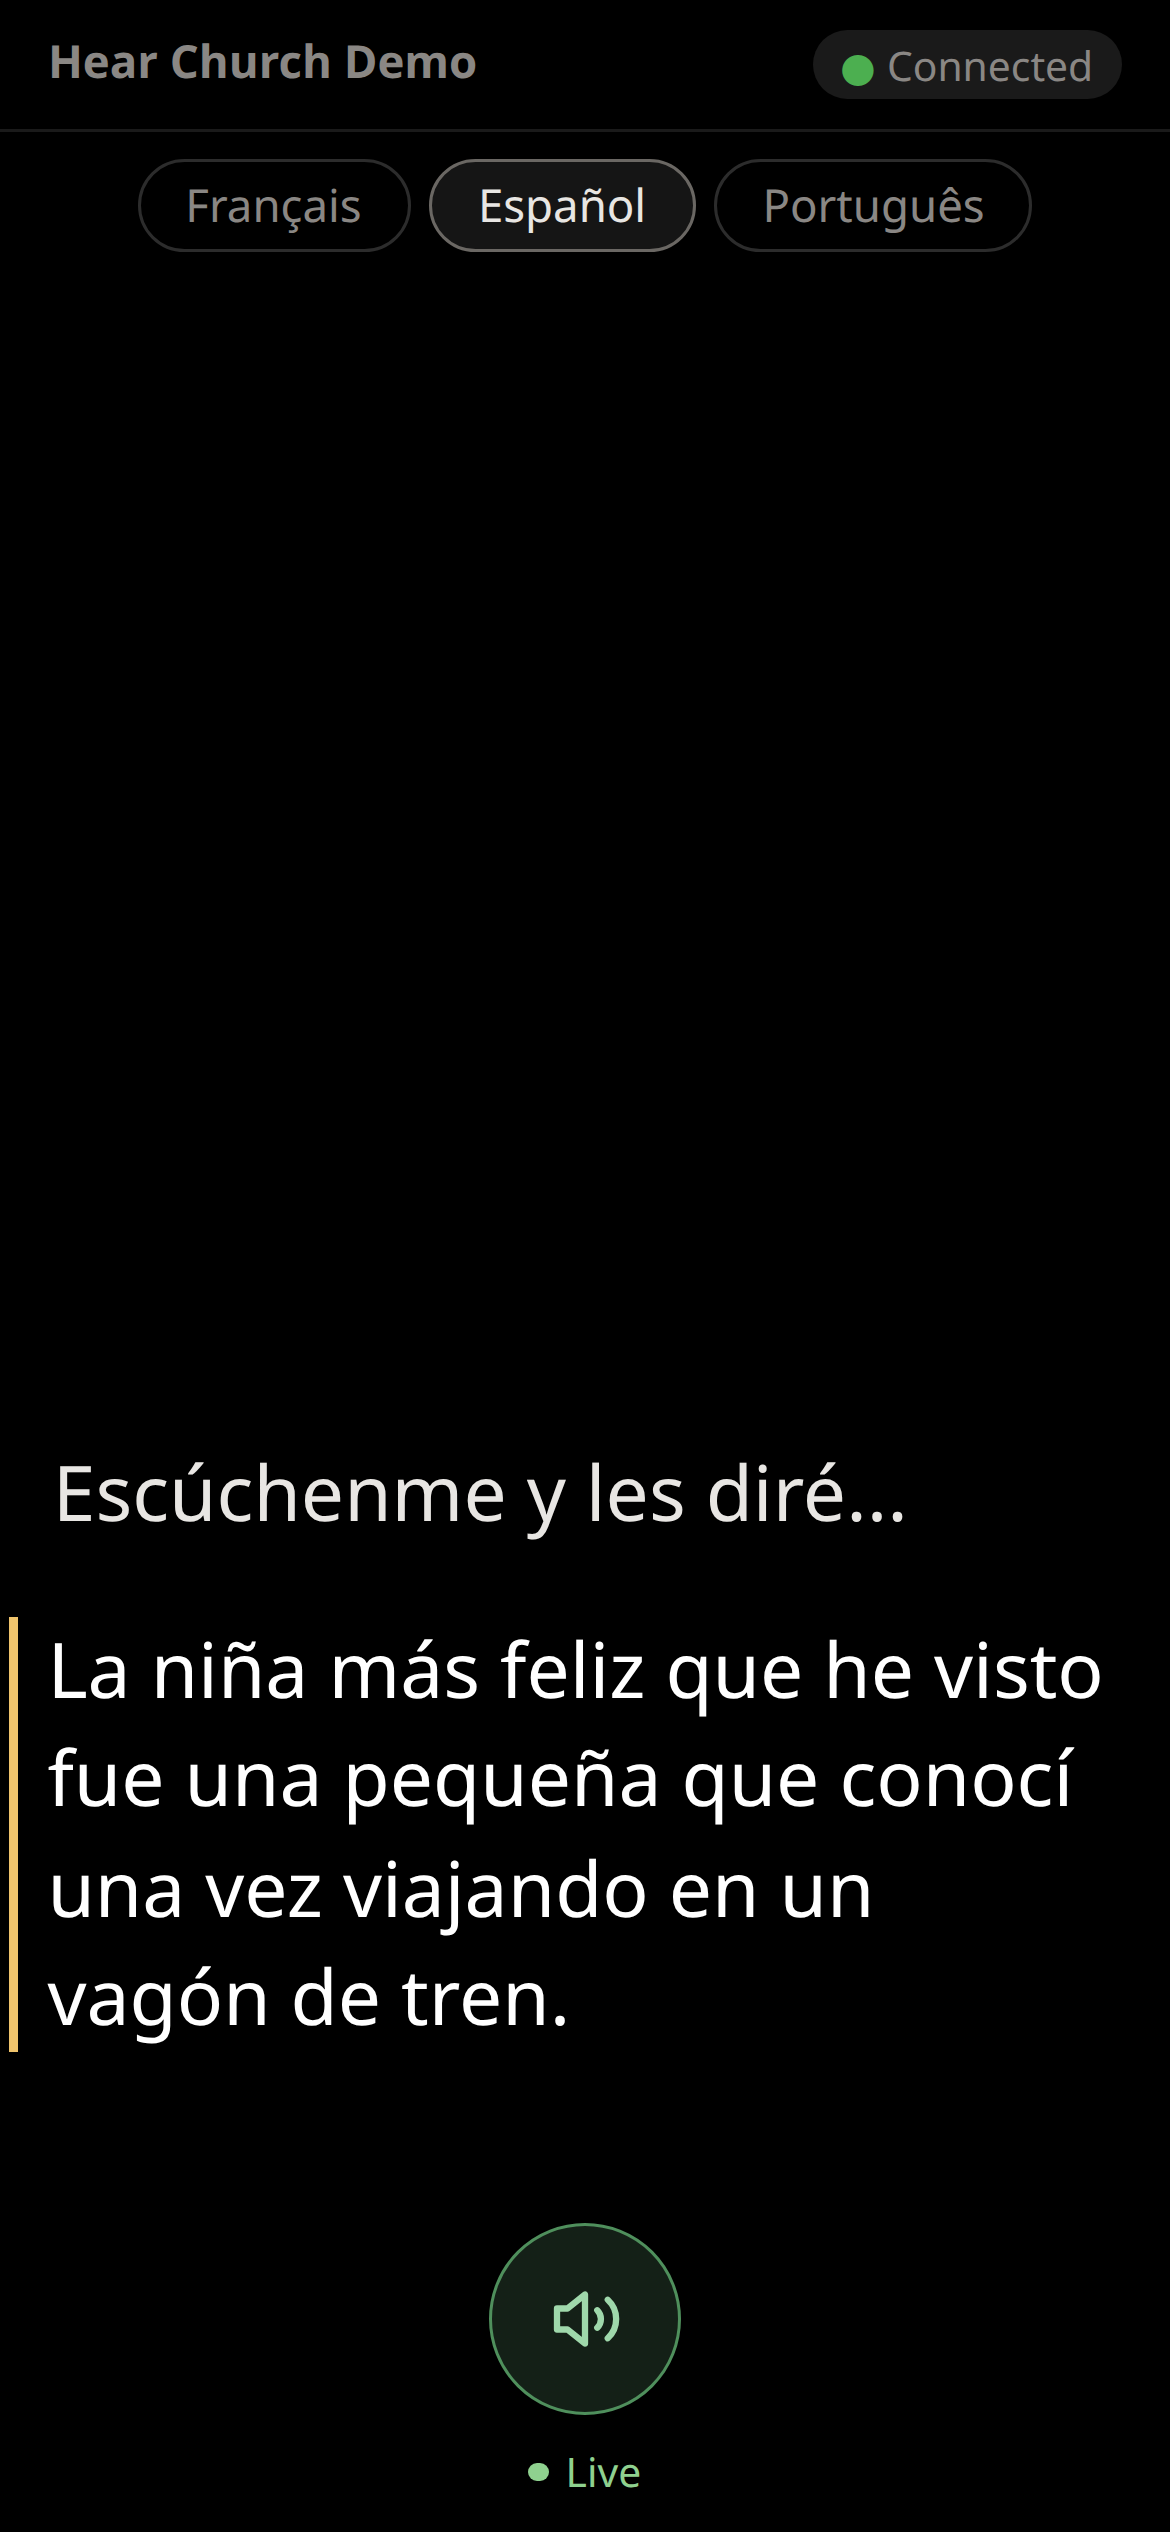 Hear Church Demo
Connected
Français
Español
Português
Escúchenme y les diré...
La niña más feliz que he visto
fue una pequeña que conocí
una vez viajando en un
vagón de tren.
Live